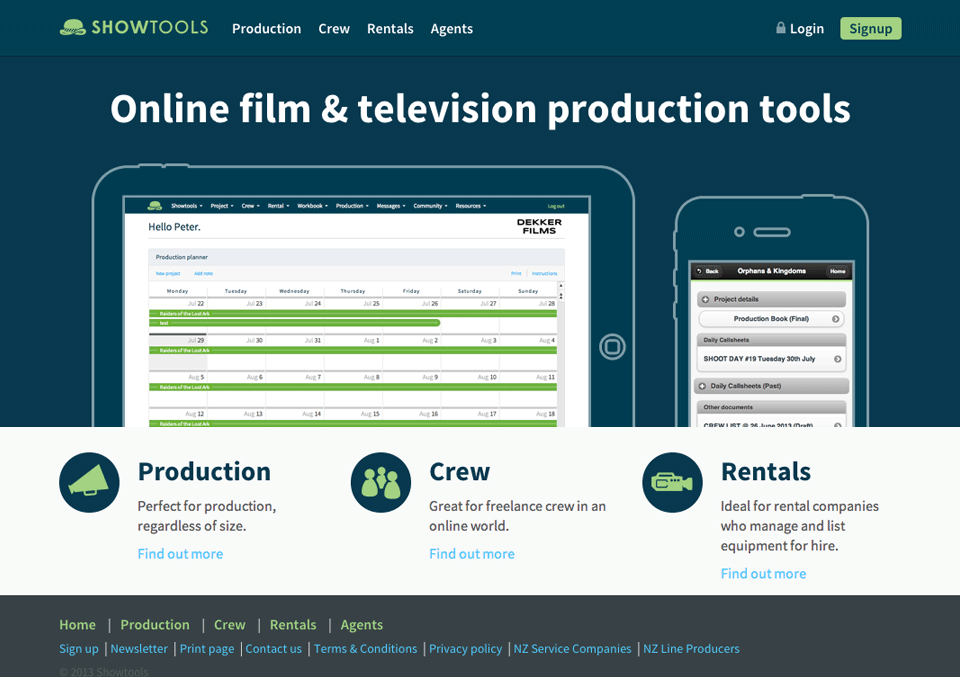 SHOWTOOLS Production Crew Rentals Agents Login Signup
Online film & television production tools
Showtools Project Crew Rental Workbook Production Messages Community Resources Log out
Hello Peter.
DEKKER
FILMS
Production planner
New project Add note Print Instructions
Monday Tuesday Wednesday Thursday Friday Saturday Sunday
Jul 22 Jul 23 Jul 24 Jul 25 Jul 26 Jul 27 Jul 28
Raiders of the Lost Ark
test
Jul 29 Jul 30 Jul 31 Aug 1 Aug 2 Aug 3 Aug 4
Raiders of the Lost Ark
Aug 5 Aug 6 Aug 7 Aug 8 Aug 9 Aug 10 Aug 11
Raiders of the Lost Ark
Aug 12 Aug 13 Aug 14 Aug 15 Aug 16 Aug 17 Aug 18
Raiders of the Lost Ark
Back Orphans & Kingdoms Home
Project details
Production Book (Final)
Daily Callsheets
SHOOT DAY #19 Tuesday 30th July
Daily Callsheets (Past)
Other documents
CREW LIST @ 26 June 2013 (Draft)
Production
Perfect for production,
regardless of size.
Find out more
Crew
Great for freelance crew in an
online world.
Find out more
Rentals
Ideal for rental companies
who manage and list
equipment for hire.
Find out more
Home | Production | Crew | Rentals | Agents
Sign up | Newsletter | Print page | Contact us | Terms & Conditions | Privacy policy | NZ Service Companies | NZ Line Producers
© 2013 Showtools